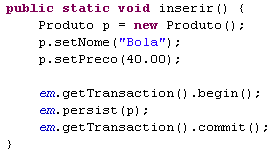 public static void inserir() {
    Produto p = new Produto();
    p.setNome("Bola");
    p.setPreco(40.00);

    em.getTransaction().begin();
    em.persist(p);
    em.getTransaction().commit();
}